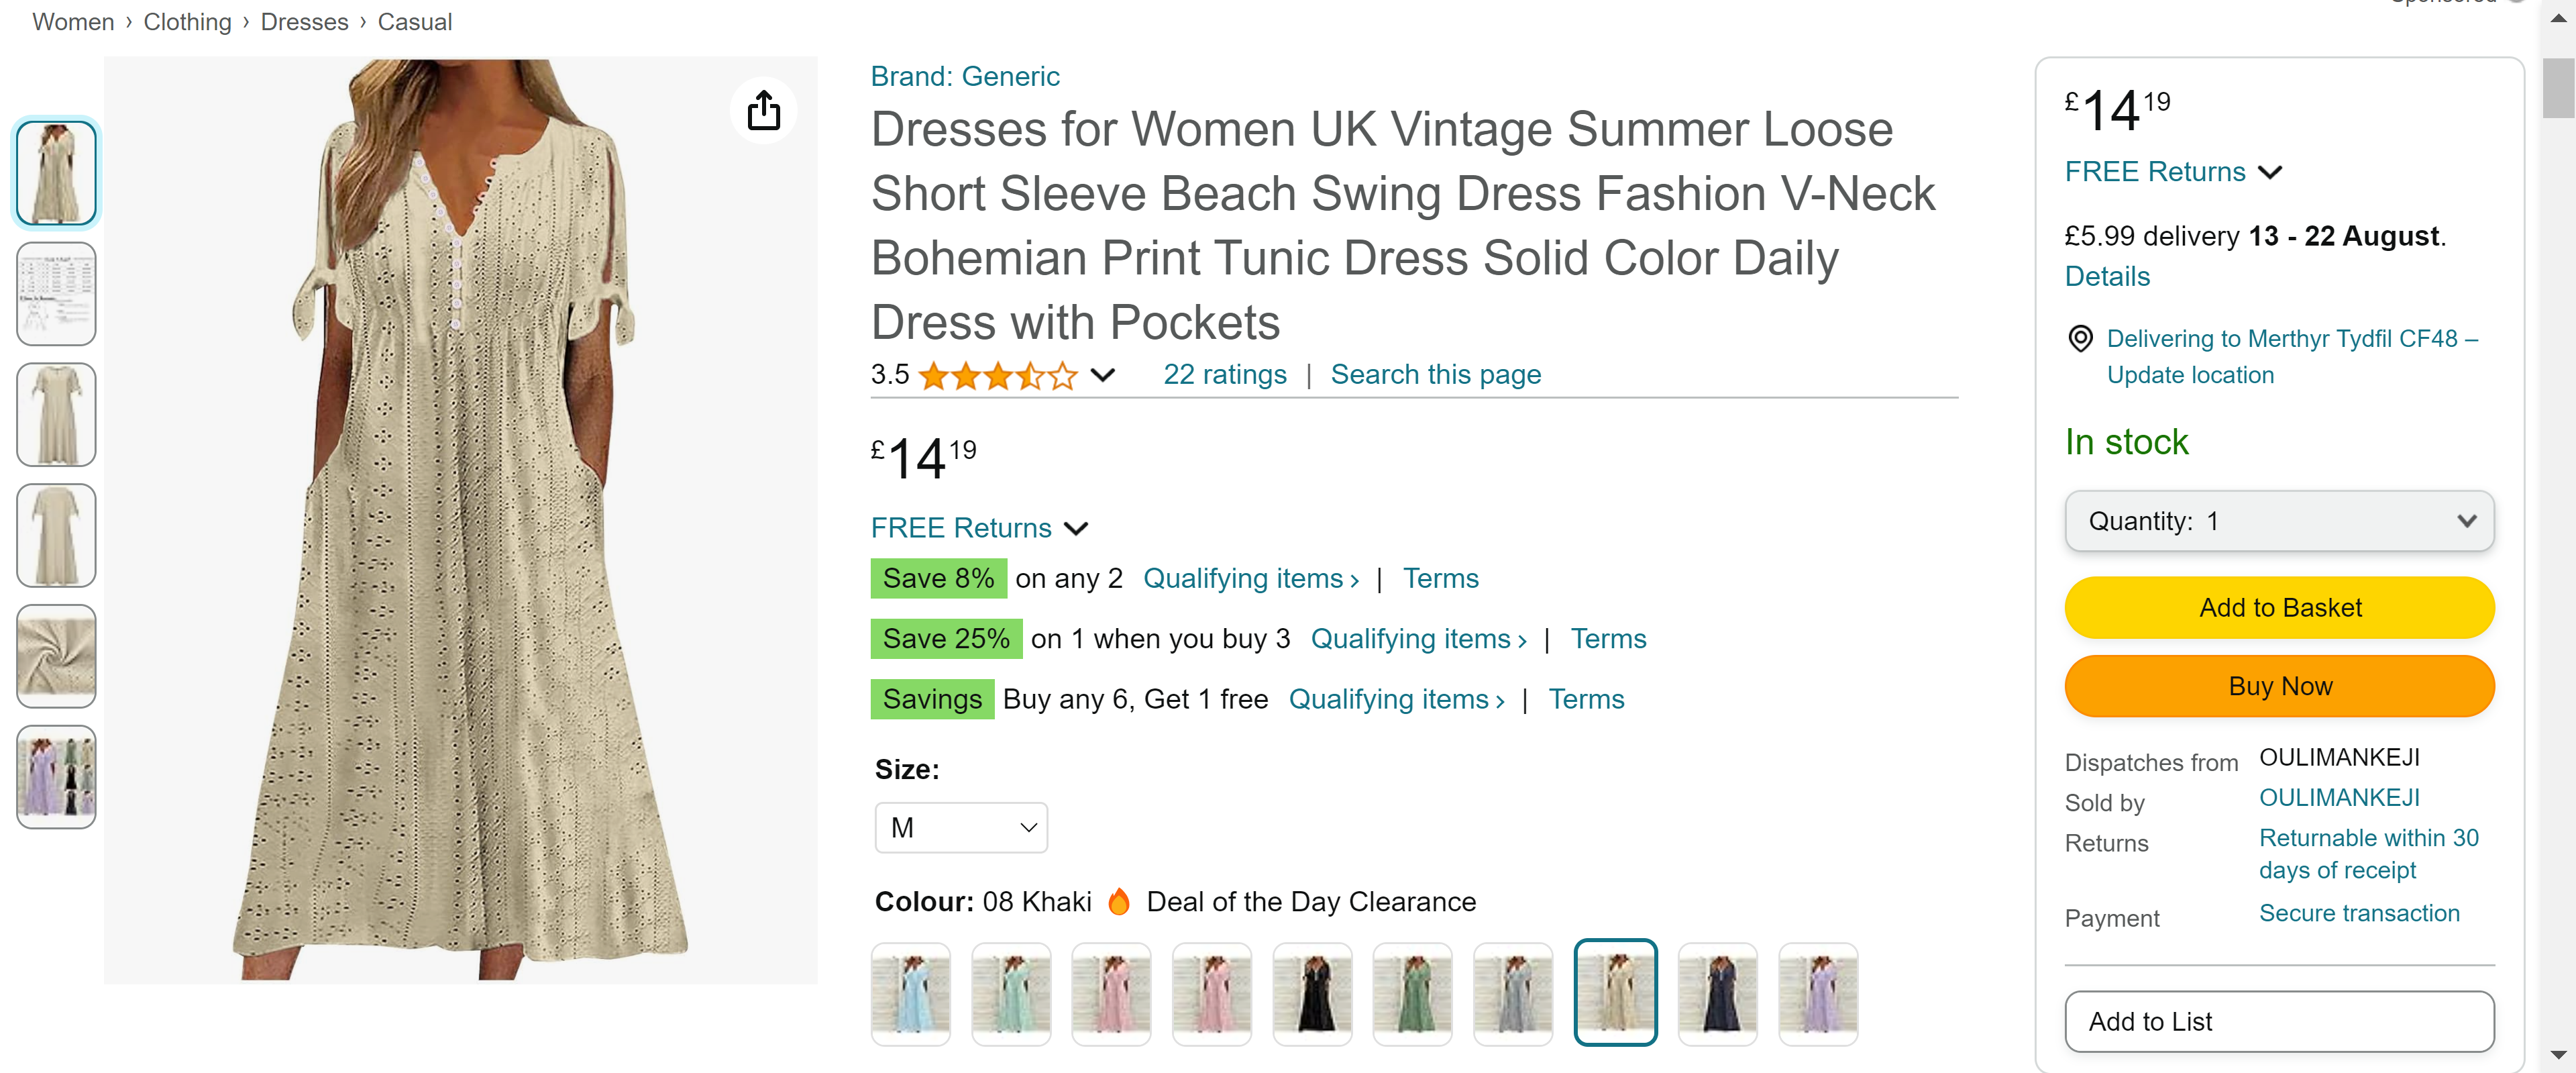 Women › Clothing › Dresses › Casual
Brand: Generic
Dresses for Women UK Vintage Summer Loose
Short Sleeve Beach Swing Dress Fashion V-Neck
Bohemian Print Tunic Dress Solid Color Daily
Dress with Pockets
3.5 22 ratings | Search this page
£14 19
FREE Returns
Save 8% on any 2 Qualifying items › | Terms
Save 25% on 1 when you buy 3 Qualifying items › | Terms
Savings Buy any 6, Get 1 free Qualifying items › | Terms
Size:
M
Colour: 08 Khaki 🔥 Deal of the Day Clearance
Sponsored
£14 19
FREE Returns
£5.99 delivery 13 - 22 August.
Details
Delivering to Merthyr Tydfil CF48 –
Update location
In stock
Quantity: 1
Add to Basket
Buy Now
Dispatches from OULIMANKEJI
Sold by OULIMANKEJI
Returns Returnable within 30
days of receipt
Payment Secure transaction
Add to List